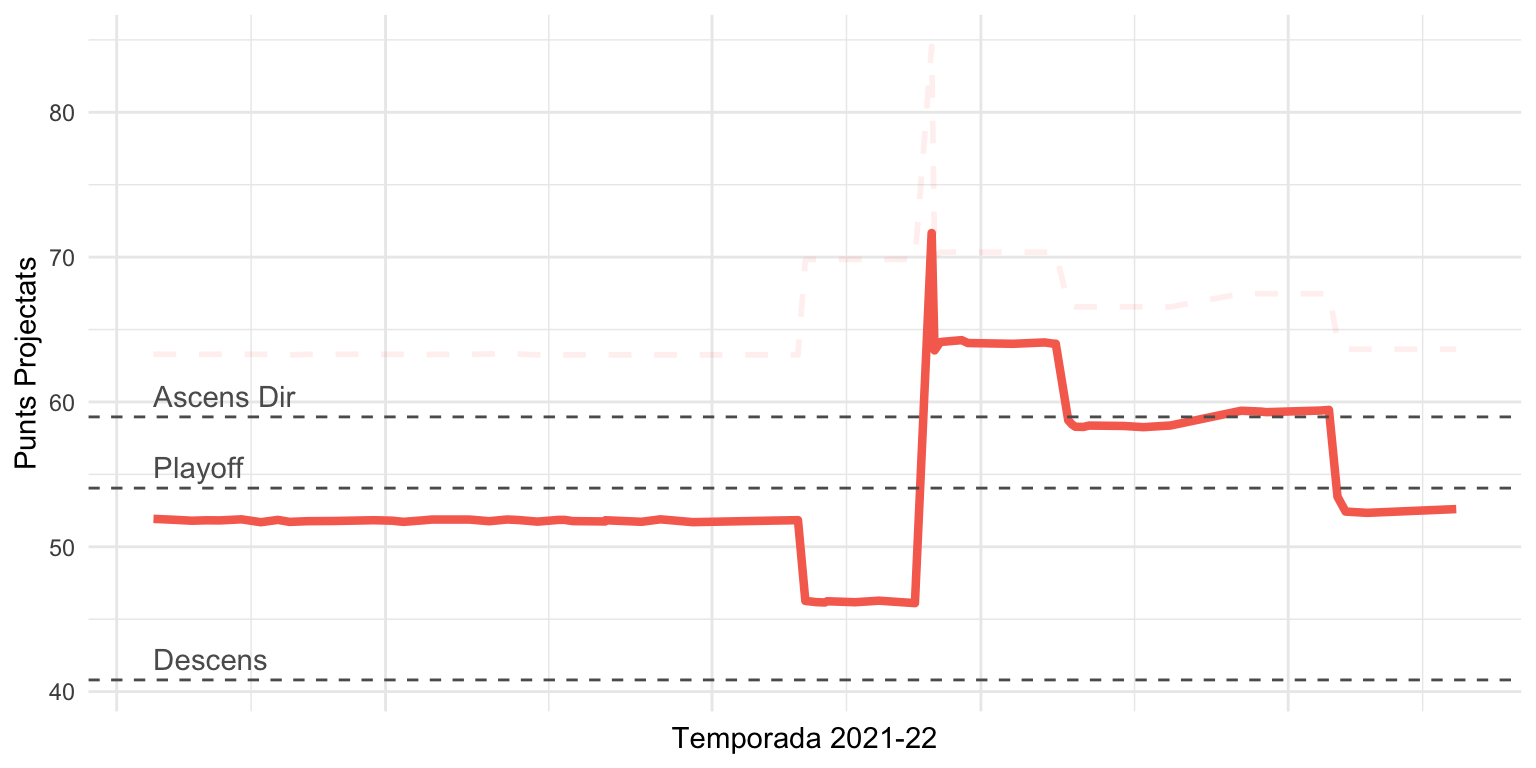 80
70
60
50
40
Punts Projectats
Ascens Dir
Playoff
Descens
Temporada 2021-22